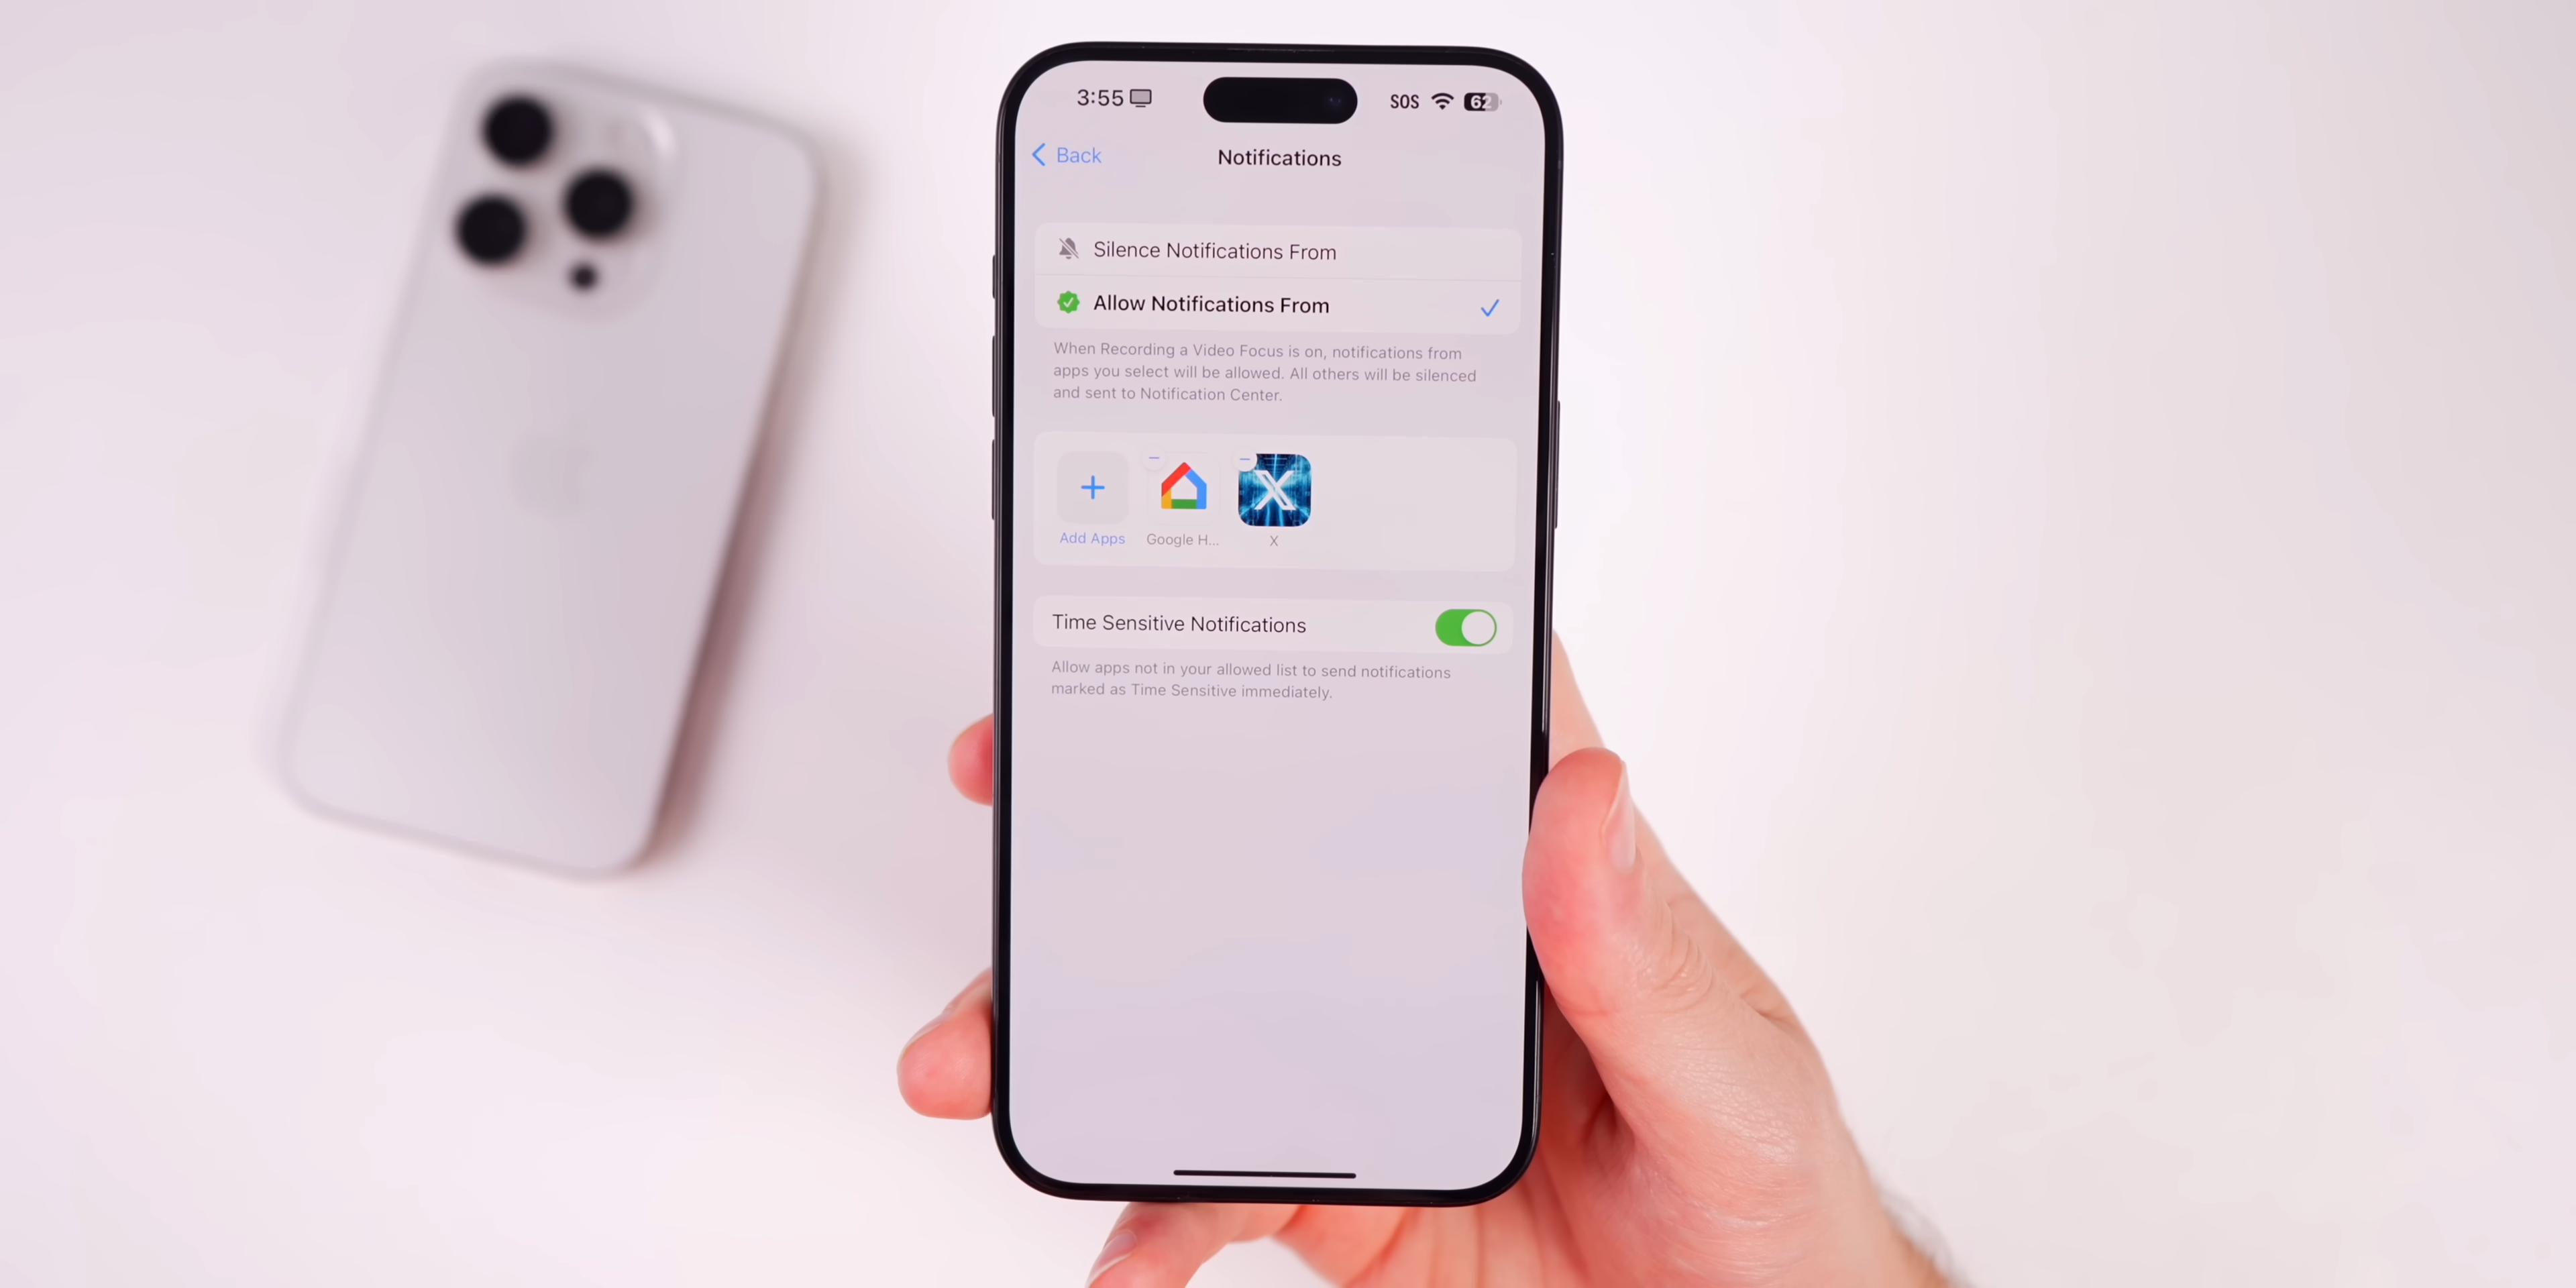 3:55
SOS
62
Back
Notifications
Silence Notifications From
Allow Notifications From
When Recording a Video Focus is on, notifications from
apps you select will be allowed. All others will be silenced
and sent to Notification Center.
Add Apps
Google H...
X
Time Sensitive Notifications
Allow apps not in your allowed list to send notifications
marked as Time Sensitive immediately.